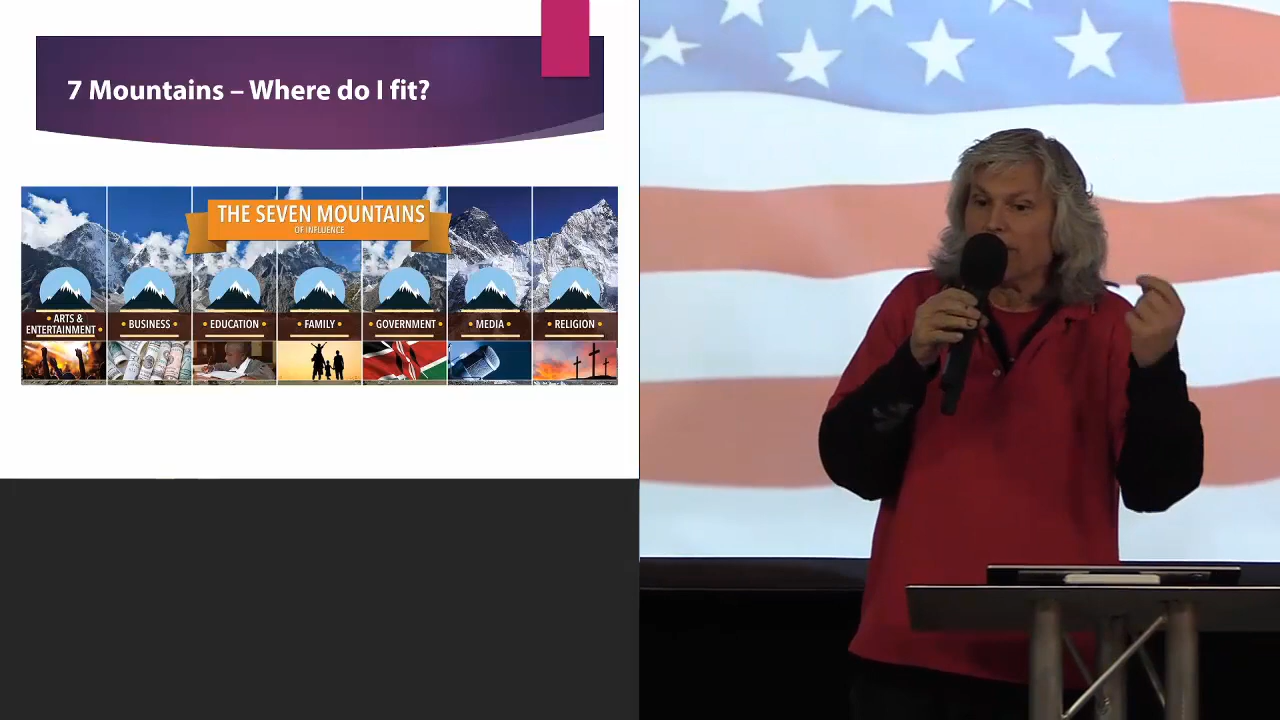 7 Mountains – Where do I fit?
THE SEVEN MOUNTAINS
OF INFLUENCE
• ARTS &
ENTERTAINMENT •
• BUSINESS •
• EDUCATION •
• FAMILY •
• GOVERNMENT •
• MEDIA •
• RELIGION •